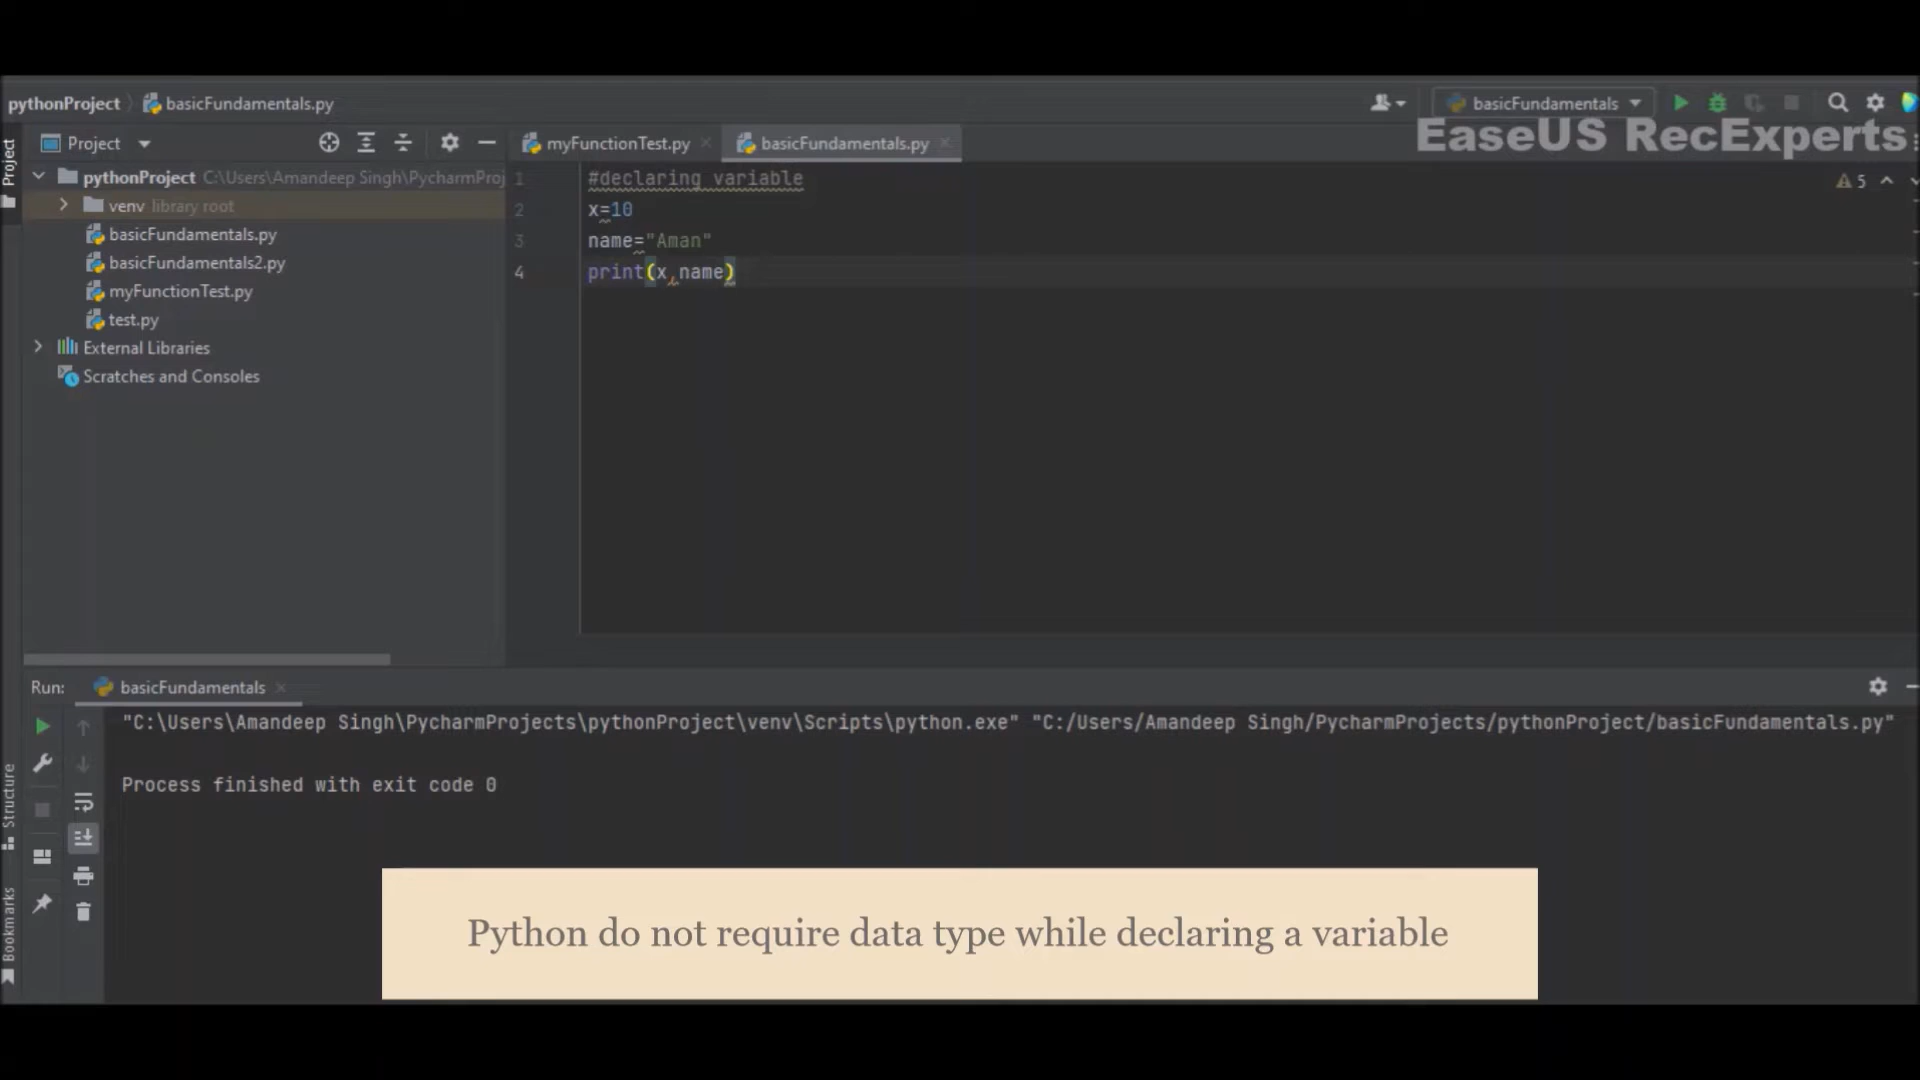 pythonProject basicFundamentals.py
basicFundamentals
EaseUS RecExperts
Project
Project
myFunctionTest.py
basicFundamentals.py
pythonProject C:\Users\Amandeep Singh\PycharmProj
venv library root
basicFundamentals.py
basicFundamentals2.py
myFunctionTest.py
test.py
External Libraries
Scratches and Consoles
1 #declaring variable
2 x=10
3 name="Aman"
4 print(x,name)
5
Run: basicFundamentals
"C:\Users\Amandeep Singh\PycharmProjects\pythonProject\venv\Scripts\python.exe" "C:/Users/Amandeep Singh/PycharmProjects/pythonProject/basicFundamentals.py"
Process finished with exit code 0
Structure
Bookmarks
Python do not require data type while declaring a variable